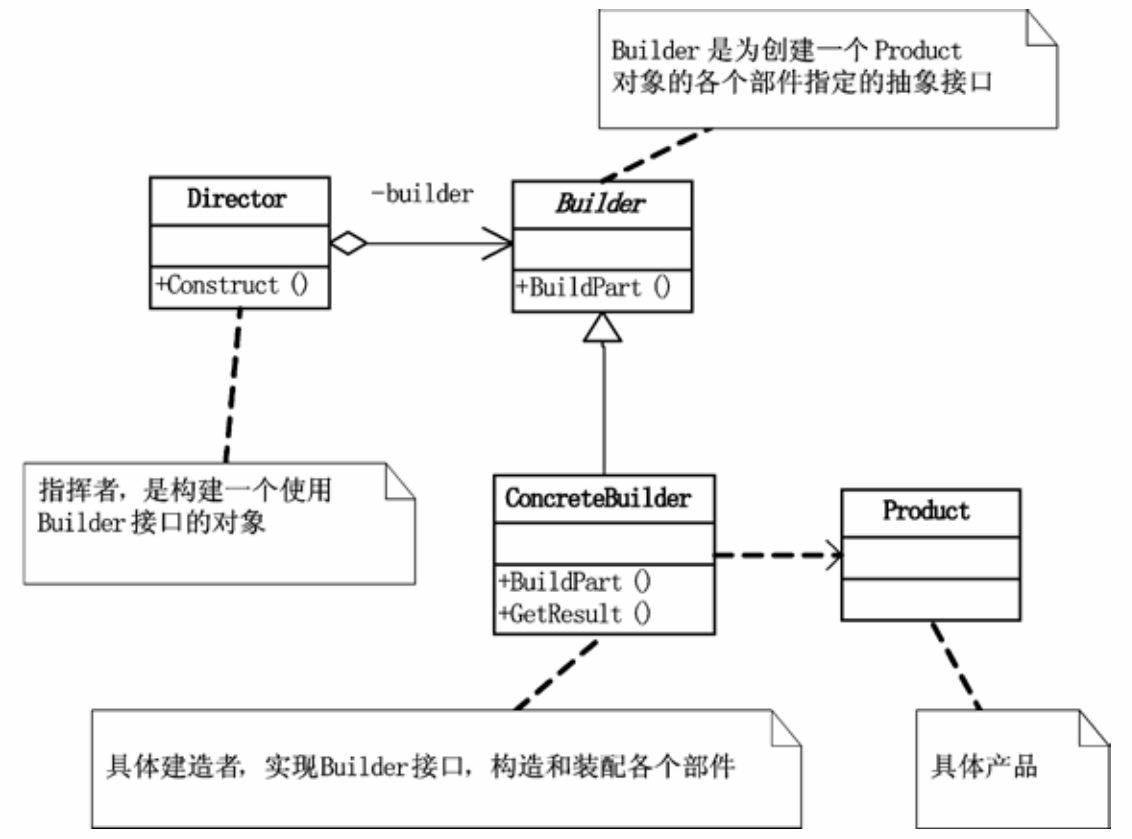 Builder 是为创建一个 Product
对象的各个部件指定的抽象接口
Director
-builder
Builder
+Construct ()
+BuildPart ()
指挥者，是构建一个使用
Builder 接口的对象
ConcreteBuilder
Product
+BuildPart ()
+GetResult ()
具体建造者，实现Builder接口，构造和装配各个部件
具体产品